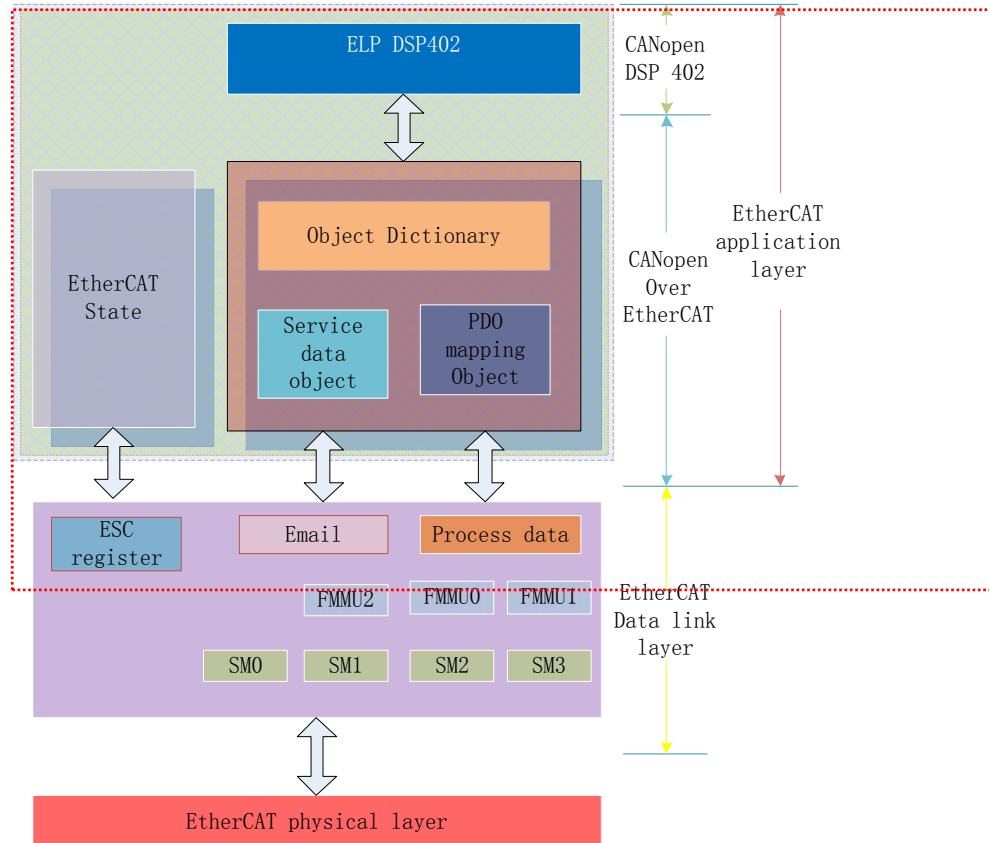 ELP DSP402
CANopen
DSP 402
EtherCAT
application
layer
Object Dictionary
CANopen
Over
EtherCAT
EtherCAT
State
Service
data
object
PDO
mapping
Object
ESC
register
Email
Process data
FMMU2
FMMU0
FMMU1
EtherCAT
Data link
layer
SM0
SM1
SM2
SM3
EtherCAT physical layer